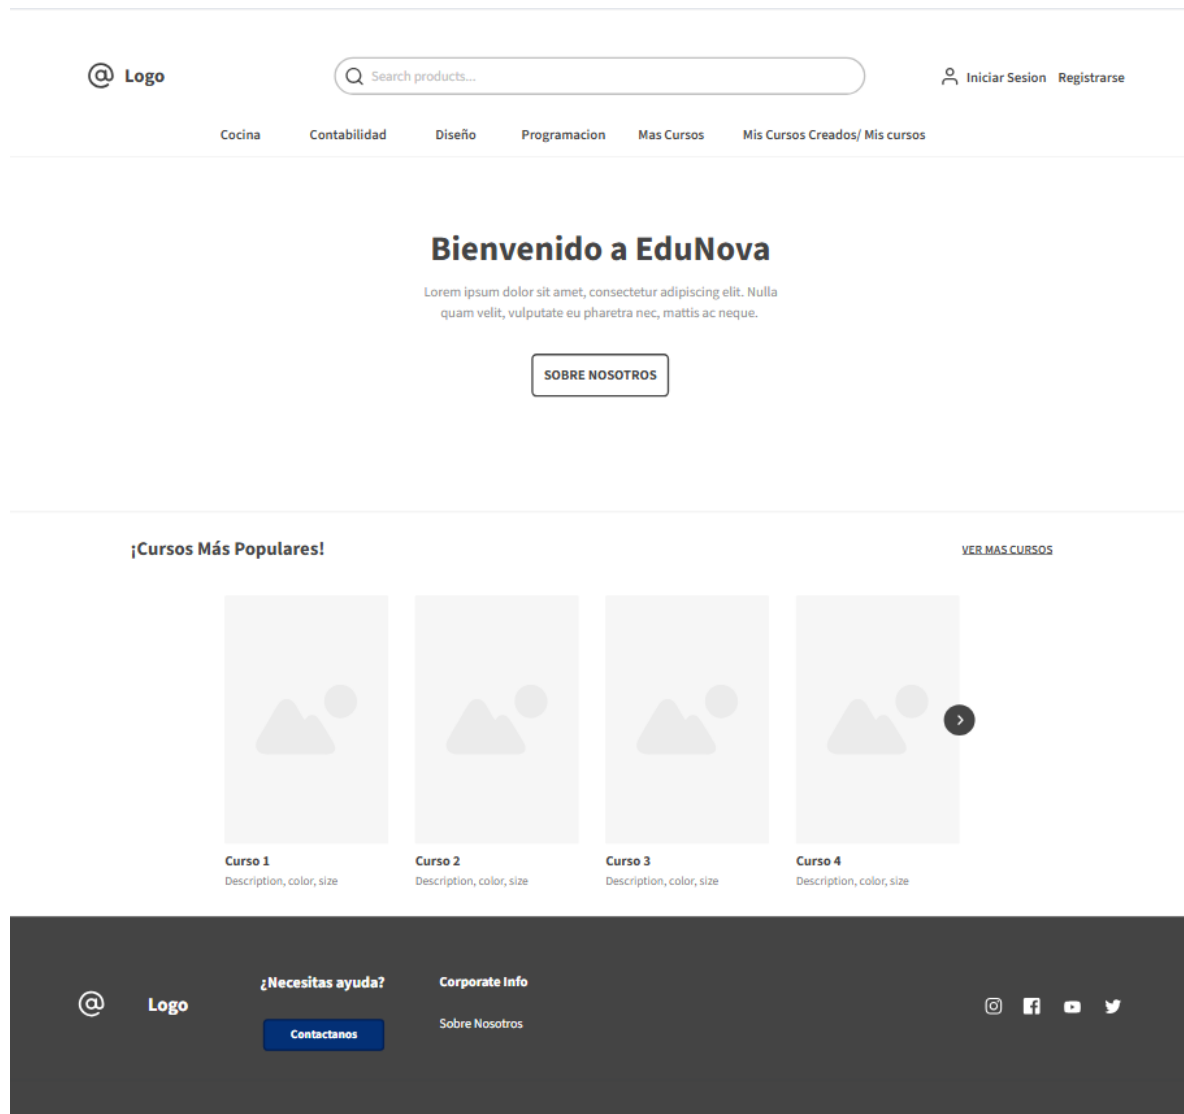 @ Logo
Search products...
Iniciar Sesion Registrarse
Cocina Contabilidad Diseño Programacion Mas Cursos Mis Cursos Creados/ Mis cursos
Bienvenido a EduNova
Lorem ipsum dolor sit amet, consectetur adipiscing elit. Nulla
quam velit, vulputate eu pharetra nec, mattis ac neque.
SOBRE NOSOTROS
¡Cursos Más Populares!
VER MAS CURSOS
Curso 1
Description, color, size
Curso 2
Description, color, size
Curso 3
Description, color, size
Curso 4
Description, color, size
@ Logo
¿Necesitas ayuda?
Contactanos
Corporate Info
Sobre Nosotros